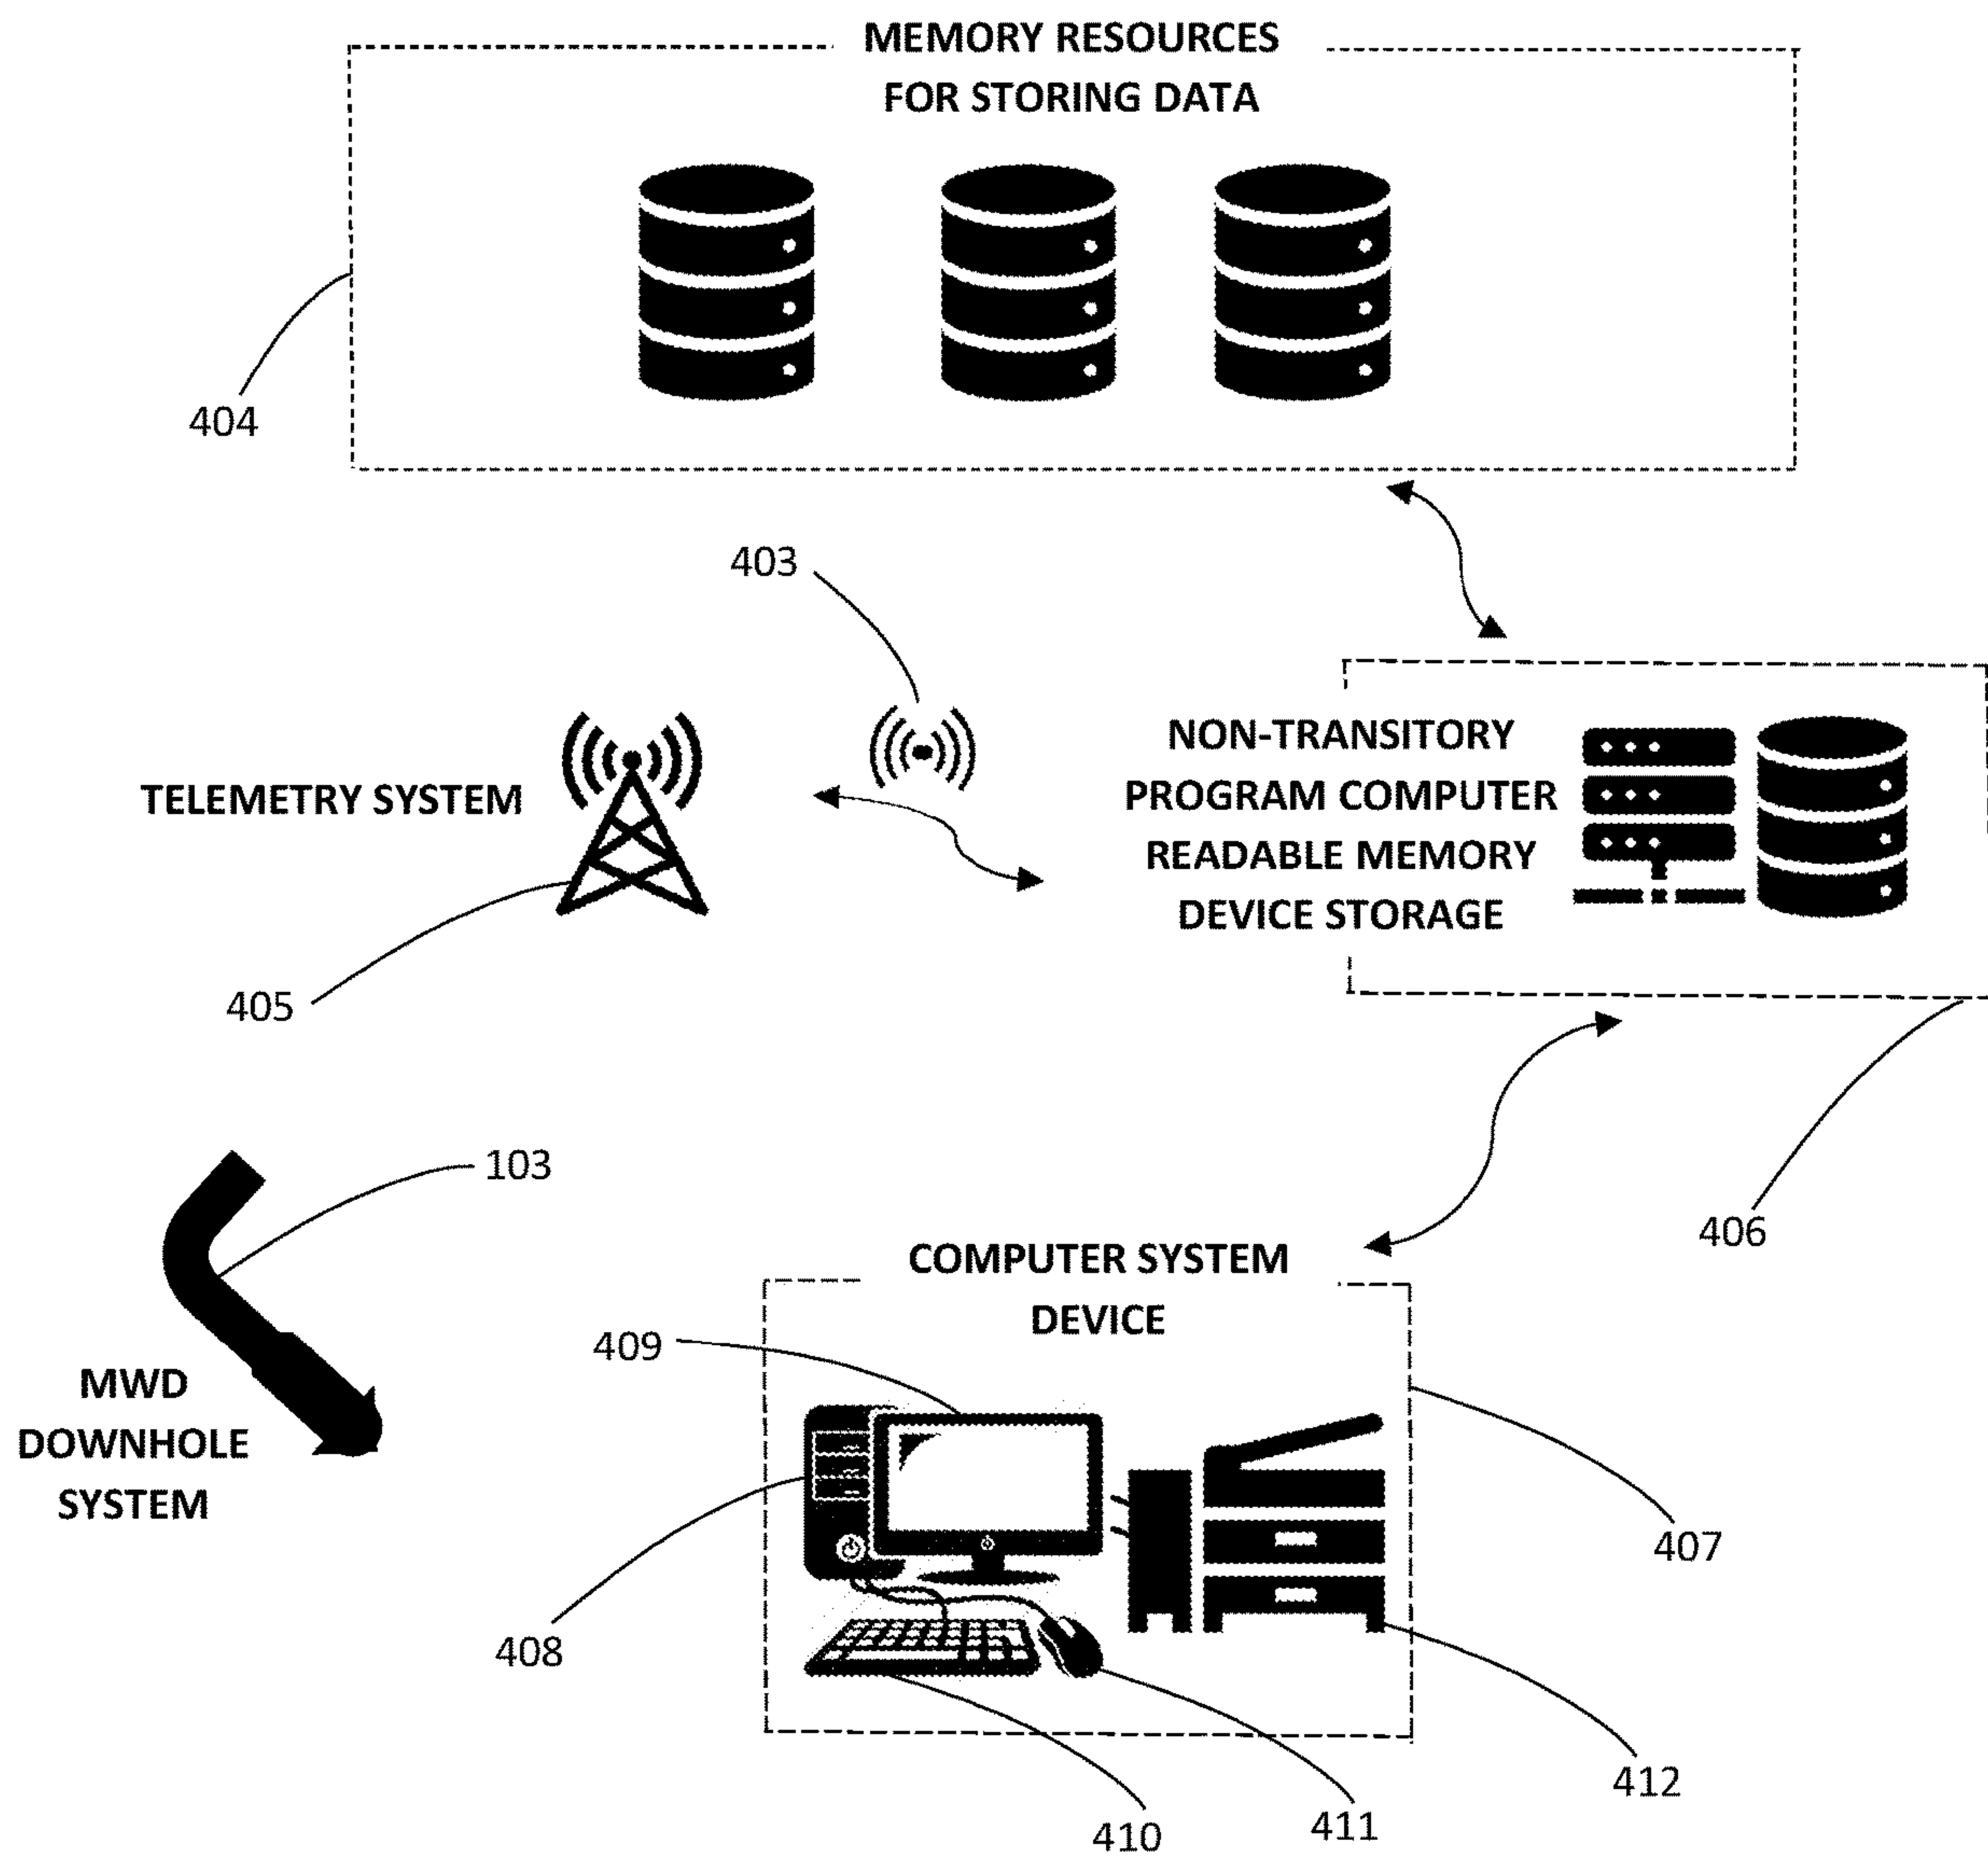 MEMORY RESOURCES
FOR STORING DATA
404
403
TELEMETRY SYSTEM
NON-TRANSITORY
PROGRAM COMPUTER
READABLE MEMORY
DEVICE STORAGE
405
103
406
COMPUTER SYSTEM
DEVICE
409
MWD
DOWNHOLE
SYSTEM
407
408
412
411
410